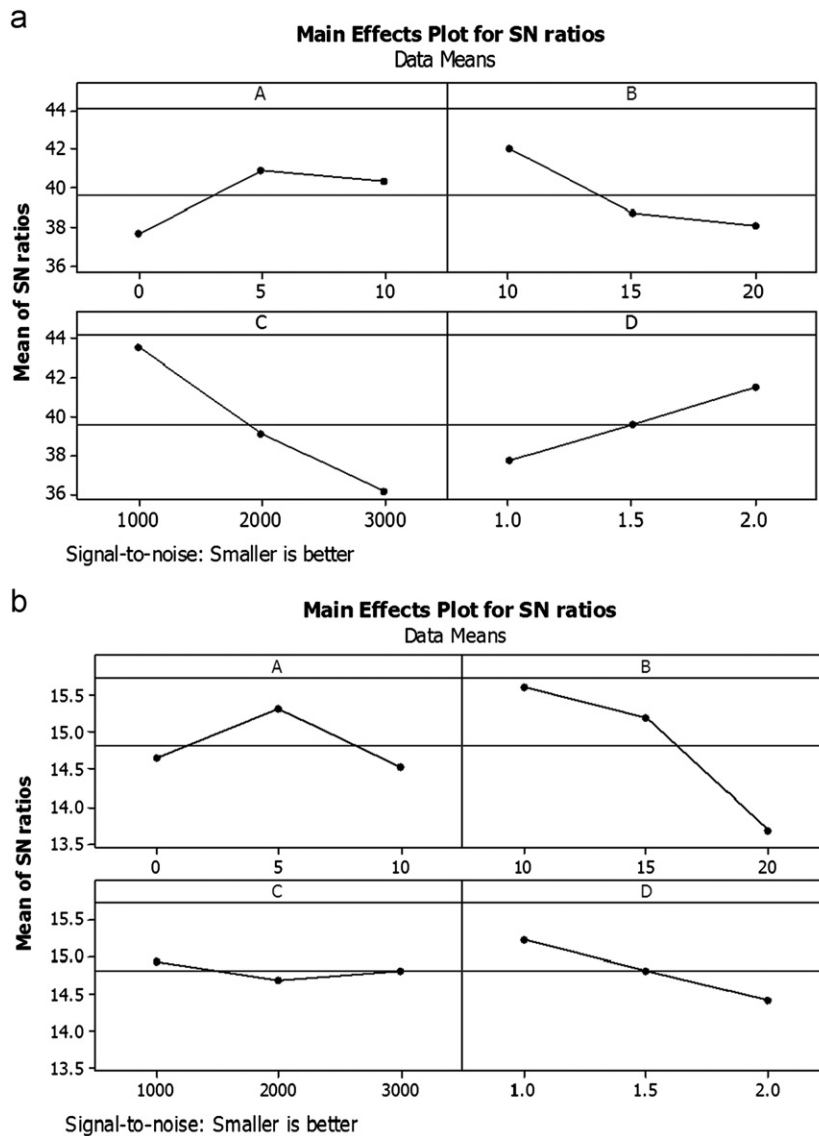 a
Main Effects Plot for SN ratios
Data Means
A B
Mean of SN ratios
44
42
40
38
36
0 5 10 10 15 20
C D
44
42
40
38
36
1000 2000 3000 1.0 1.5 2.0
Signal-to-noise: Smaller is better
b
Main Effects Plot for SN ratios
Data Means
A B
Mean of SN ratios
15.5
15.0
14.5
14.0
13.5
0 5 10 10 15 20
C D
15.5
15.0
14.5
14.0
13.5
1000 2000 3000 1.0 1.5 2.0
Signal-to-noise: Smaller is better